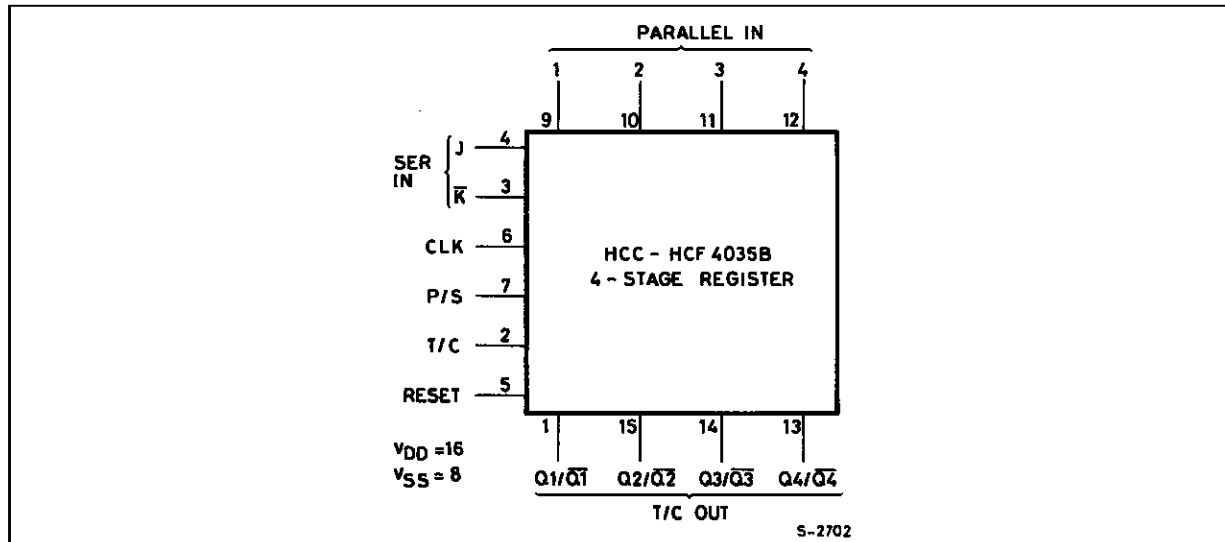 PARALLEL IN
1 2 3 4
9 10 11 12
SER IN
J 4
K̅ 3
CLK 6
P/S 7
T/C 2
RESET 5
HCC - HCF 4035B
4 - STAGE REGISTER
1 15 14 13
VDD = 16
VSS = 8
Q1/Q̅1̅ Q2/Q̅2̅ Q3/Q̅3̅ Q4/Q̅4̅
T/C OUT
S-2702